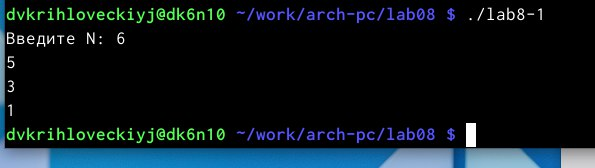 dvkrihloveckiyj@dk6n10 ~/work/arch-pc/lab08 $ ./lab8-1
Введите N: 6
5
3
1
dvkrihloveckiyj@dk6n10 ~/work/arch-pc/lab08 $